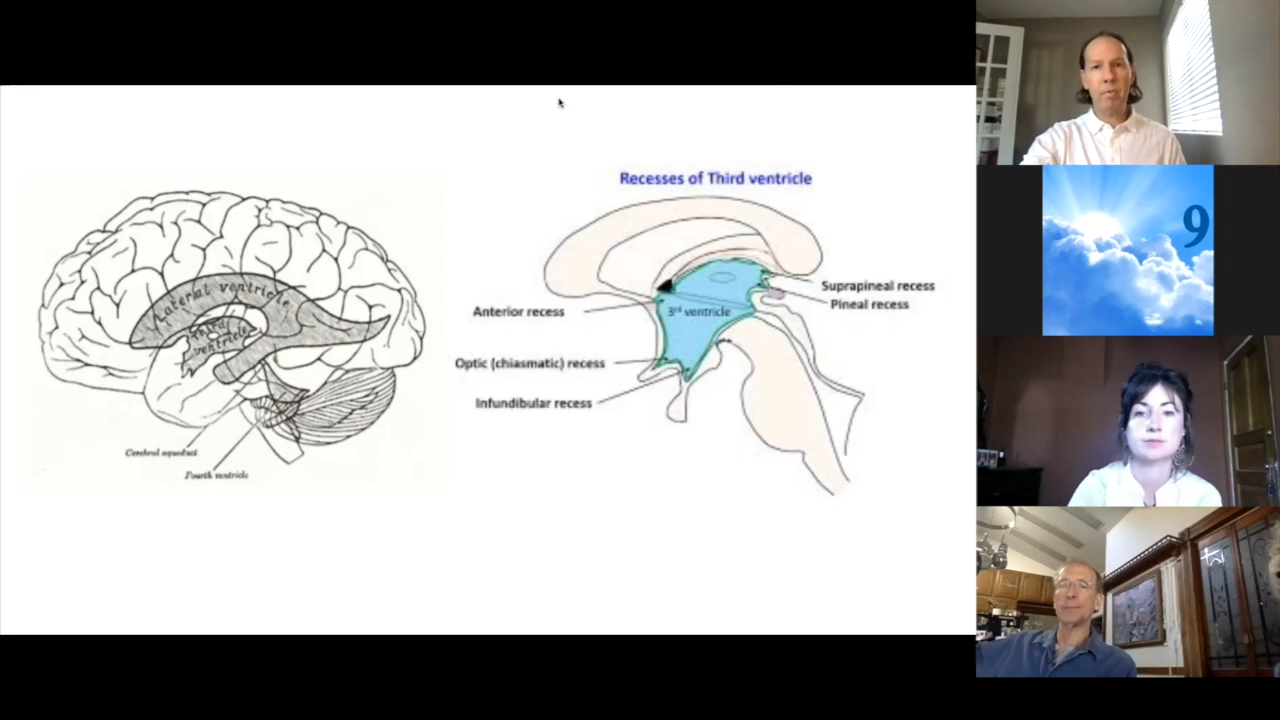 Recesses of Third ventricle
Lateral ventricle
Third
ventricle
Cerebral aqueduct
Fourth ventricle
Anterior recess
3rd ventricle
Suprapineal recess
Pineal recess
Optic (chiasmatic) recess
Infundibular recess
9